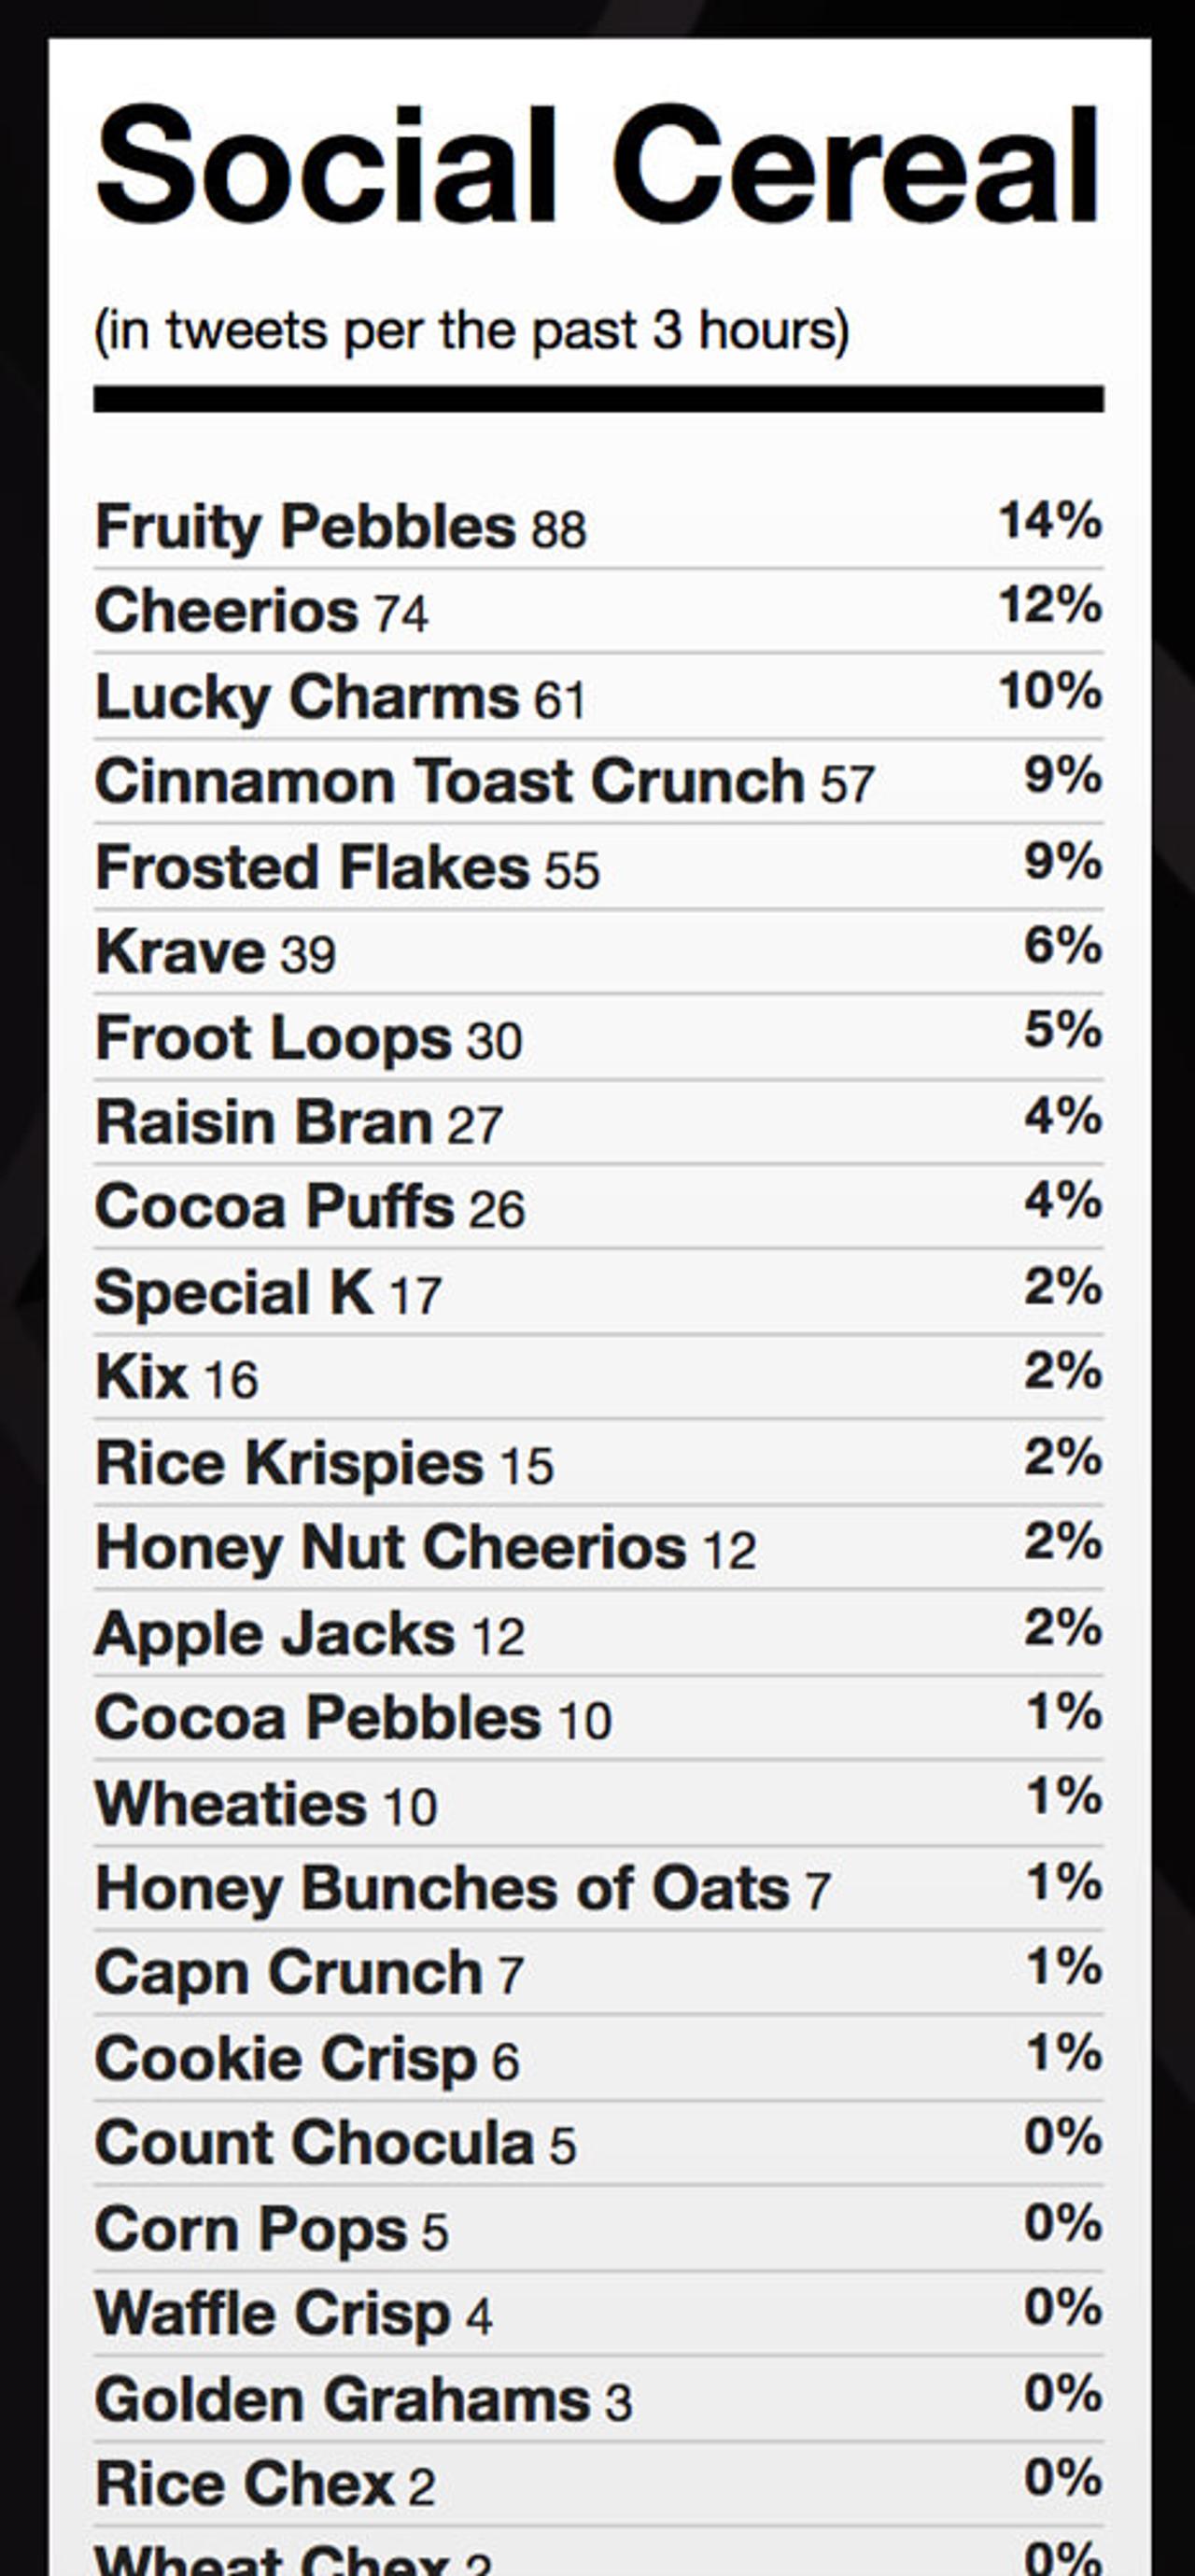 Social Cereal
(in tweets per the past 3 hours)
Fruity Pebbles 88 14%
Cheerios 74 12%
Lucky Charms 61 10%
Cinnamon Toast Crunch 57 9%
Frosted Flakes 55 9%
Krave 39 6%
Froot Loops 30 5%
Raisin Bran 27 4%
Cocoa Puffs 26 4%
Special K 17 2%
Kix 16 2%
Rice Krispies 15 2%
Honey Nut Cheerios 12 2%
Apple Jacks 12 2%
Cocoa Pebbles 10 1%
Wheaties 10 1%
Honey Bunches of Oats 7 1%
Capn Crunch 7 1%
Cookie Crisp 6 1%
Count Chocula 5 0%
Corn Pops 5 0%
Waffle Crisp 4 0%
Golden Grahams 3 0%
Rice Chex 2 0%
Wheat Chex 2 0%